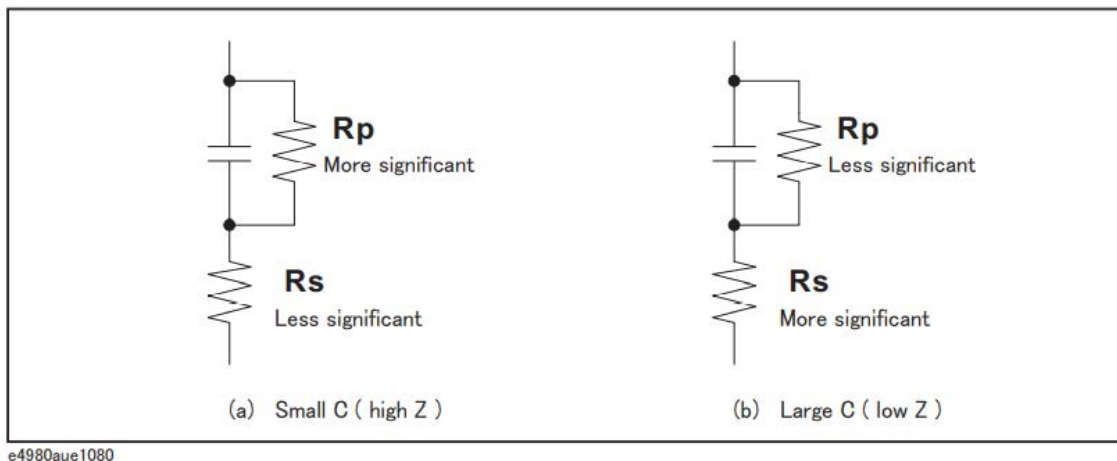 Rp
More significant
Rs
Less significant
(a) Small C ( high Z )
Rp
Less significant
Rs
More significant
(b) Large C ( low Z )
e4980aue1080